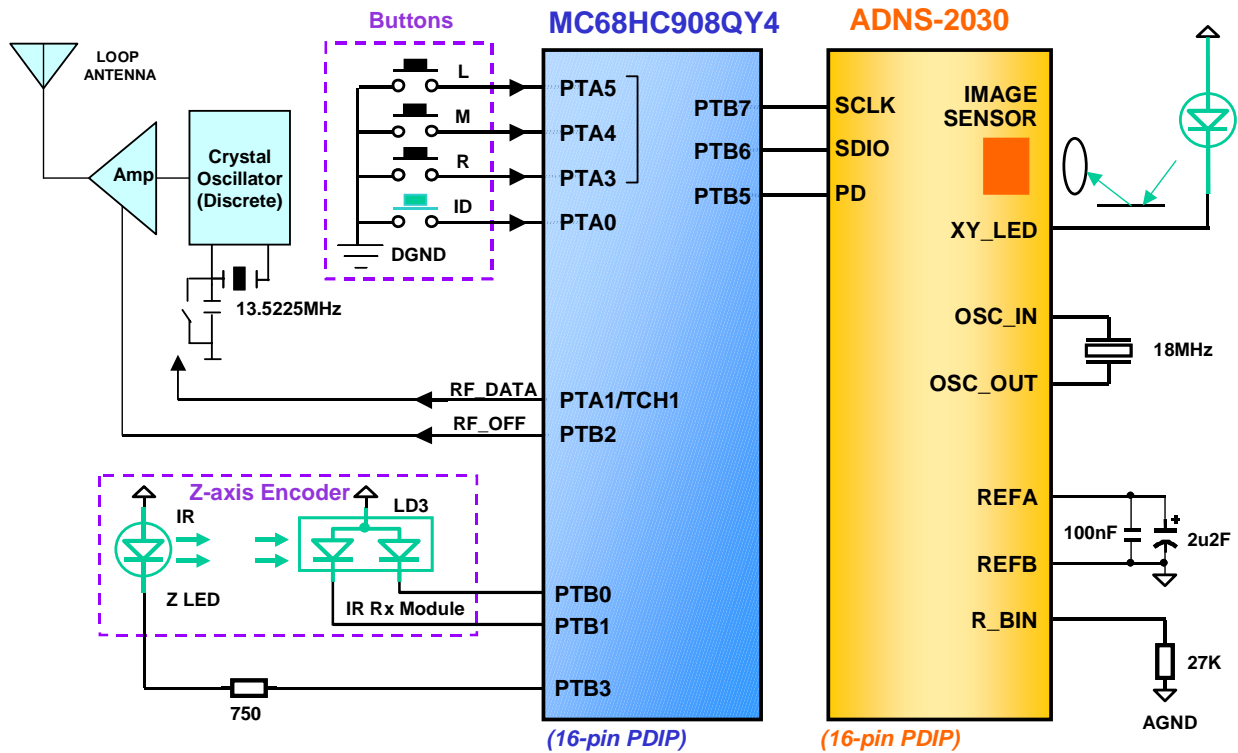 Buttons
MC68HC908QY4
ADNS-2030
LOOP
ANTENNA
Amp
Crystal
Oscillator
(Discrete)
13.5225MHz
L
M
R
ID
DGND
PTA5
PTA4
PTA3
PTA0
PTB7
PTB6
PTB5
SCLK
SDIO
PD
IMAGE
SENSOR
XY_LED
OSC_IN
OSC_OUT
18MHz
RF_DATA
RF_OFF
PTA1/TCH1
PTB2
Z-axis Encoder
IR
LD3
Z LED
IR Rx Module
PTB0
PTB1
PTB3
750
REFA
REFB
R_BIN
100nF
+
2u2F
27K
AGND
(16-pin PDIP)
(16-pin PDIP)